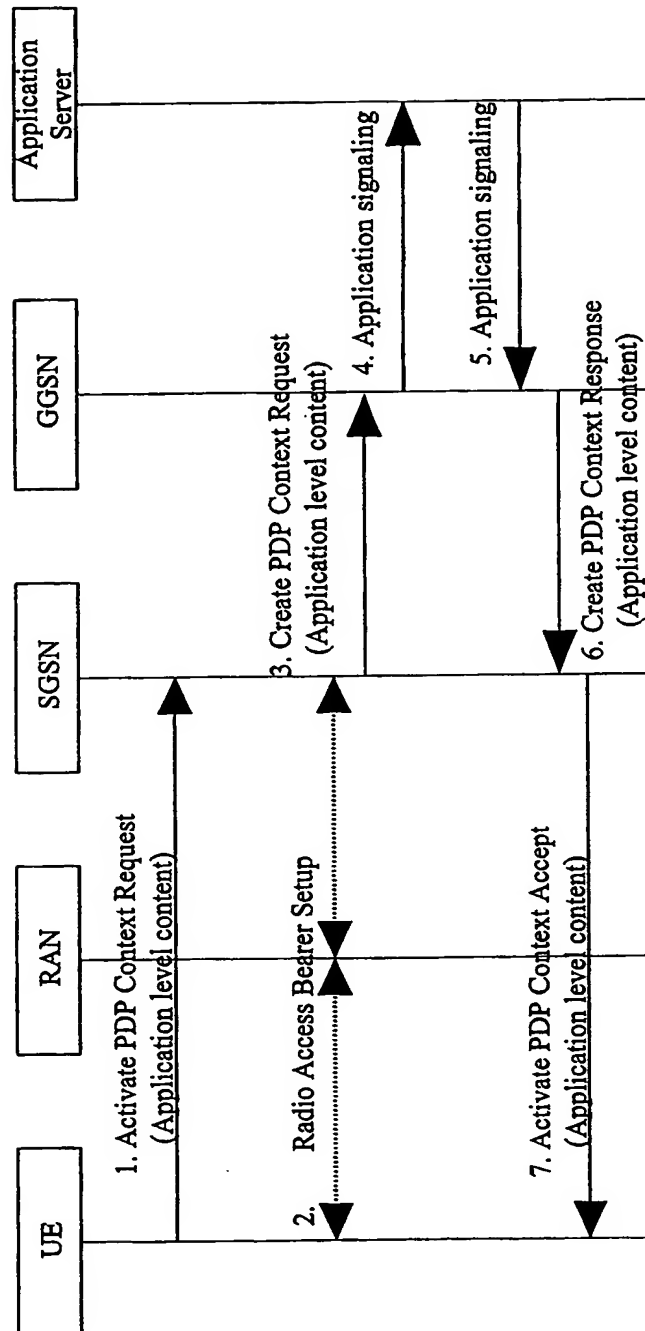 UE
RAN
SGSN
GGSN
Application
Server
1. Activate PDP Context Request
(Application level content)
2. Radio Access Bearer Setup
3. Create PDP Context Request
(Application level content)
4. Application signaling
5. Application signaling
6. Create PDP Context Response
(Application level content)
7. Activate PDP Context Accept
(Application level content)